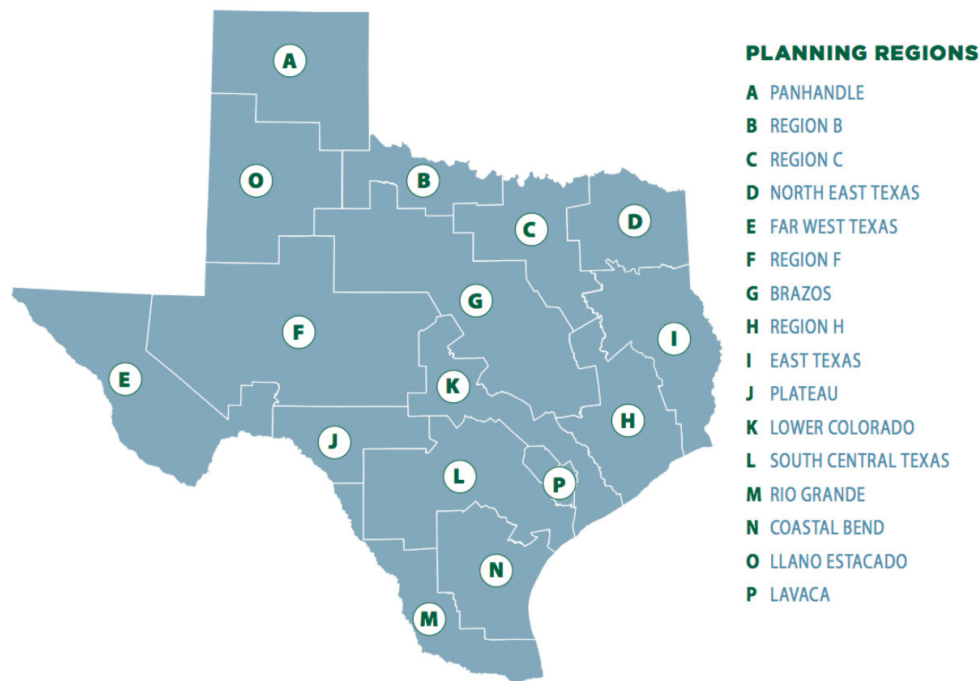 A
O
B
C
D
E
F
G
H
I
J
K
L
M
N
P
PLANNING REGIONS
A PANHANDLE
B REGION B
C REGION C
D NORTH EAST TEXAS
E FAR WEST TEXAS
F REGION F
G BRAZOS
H REGION H
I EAST TEXAS
J PLATEAU
K LOWER COLORADO
L SOUTH CENTRAL TEXAS
M RIO GRANDE
N COASTAL BEND
O LLANO ESTACADO
P LAVACA